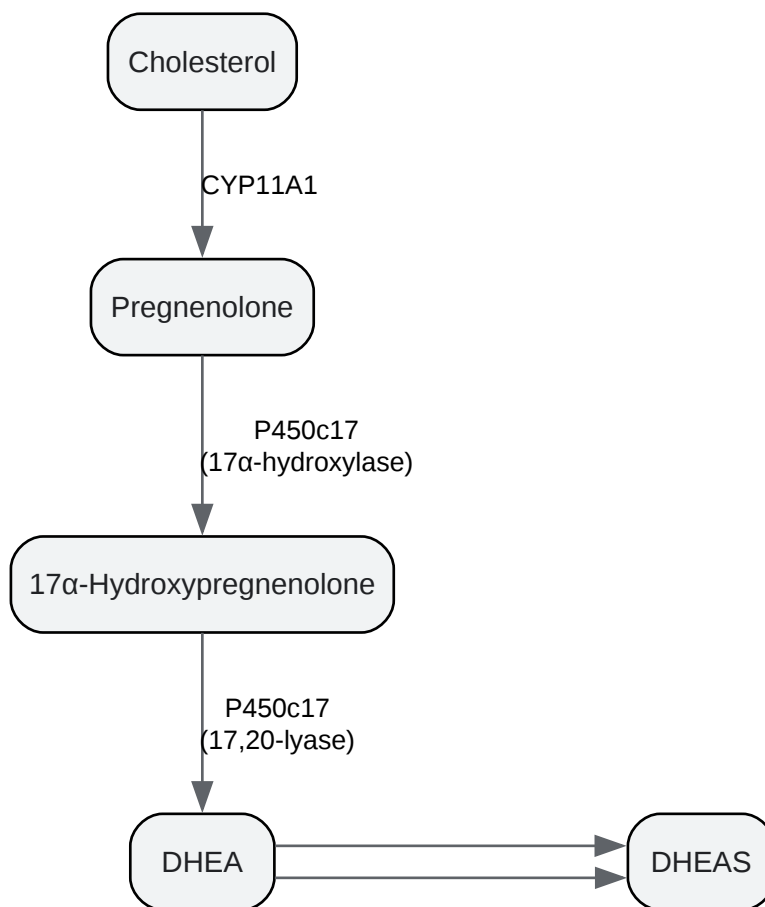 Cholesterol
CYP11A1
Pregnenolone
P450c17
(17α-hydroxylase)
17α-Hydroxypregnenolone
P450c17
(17,20-lyase)
DHEA
DHEAS